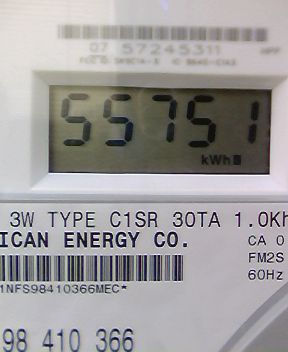 07 57245311
55751
kWh
3W TYPE C1SR 30TA 1.0Kh
ICAN ENERGY CO.
CA 0
FM2S
60Hz
1NFS98410366MEC*
98 410 366